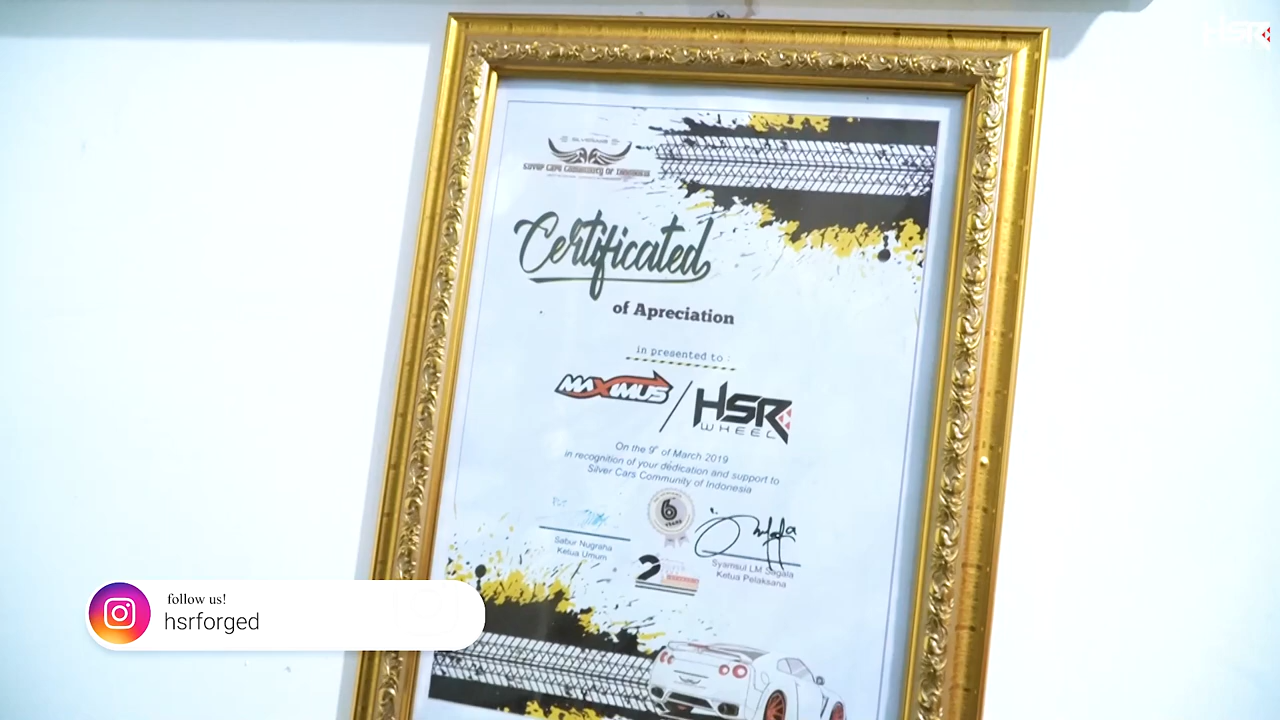 HSR
SILVERIANS
SILVER CARS COMMUNITY OF INDONESIA
Certificated
of Apreciation
in presented to :
MAXIMUS / HSR
WHEEL
On the 9th of March 2019
in recognition of your dedication and support to
Silver Cars Community of Indonesia
6
YEARS
Sabur Nugraha
Ketua Umum
Syamsul LM Sagala
Ketua Pelaksana
follow us!
hsrforged